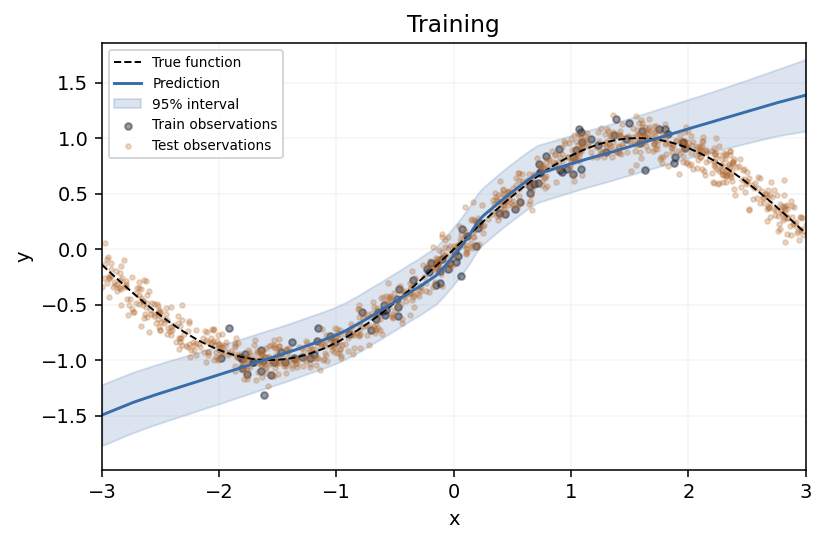 Training
True function
Prediction
95% interval
Train observations
Test observations
1.5
1.0
0.5
0.0
−0.5
−1.0
−1.5
y
−3 −2 −1 0 1 2 3
x